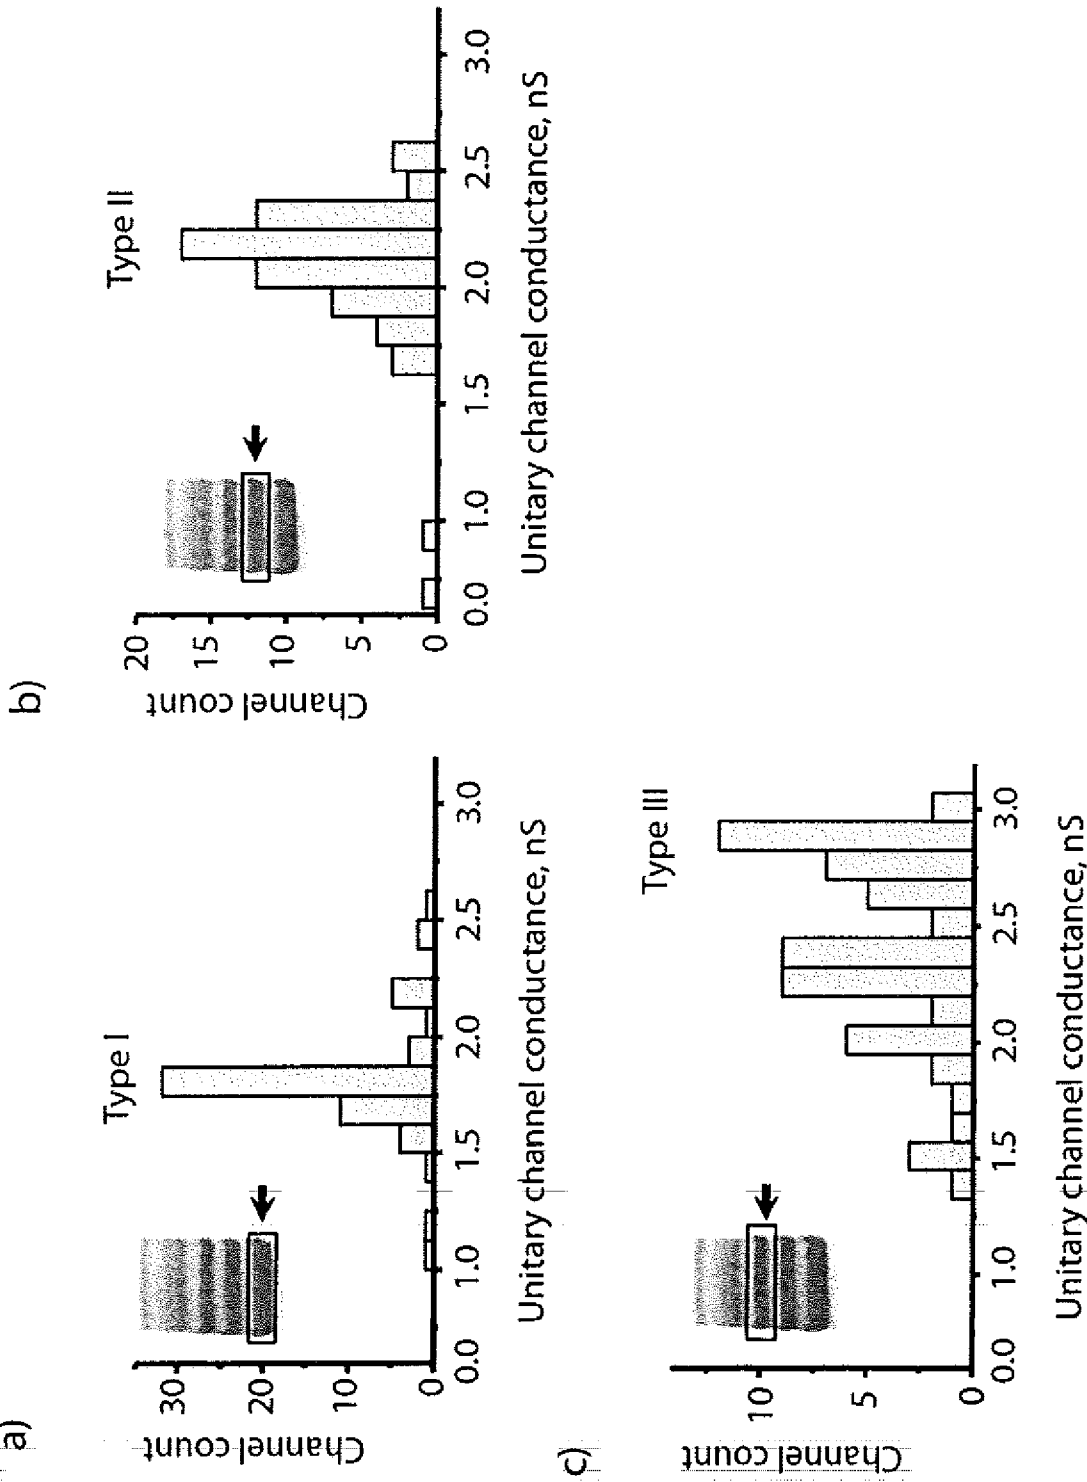 a)
Type I
Channel count
30
20
10
0
0.0 1.0 1.5 2.0 2.5 3.0
Unitary channel conductance, nS
b)
Type II
Channel count
20
15
10
5
0
0.0 1.0 1.5 2.0 2.5 3.0
Unitary channel conductance, nS
c)
Type III
Channel count
10
5
0
0.0 1.0 1.5 2.0 2.5 3.0
Unitary channel conductance, nS